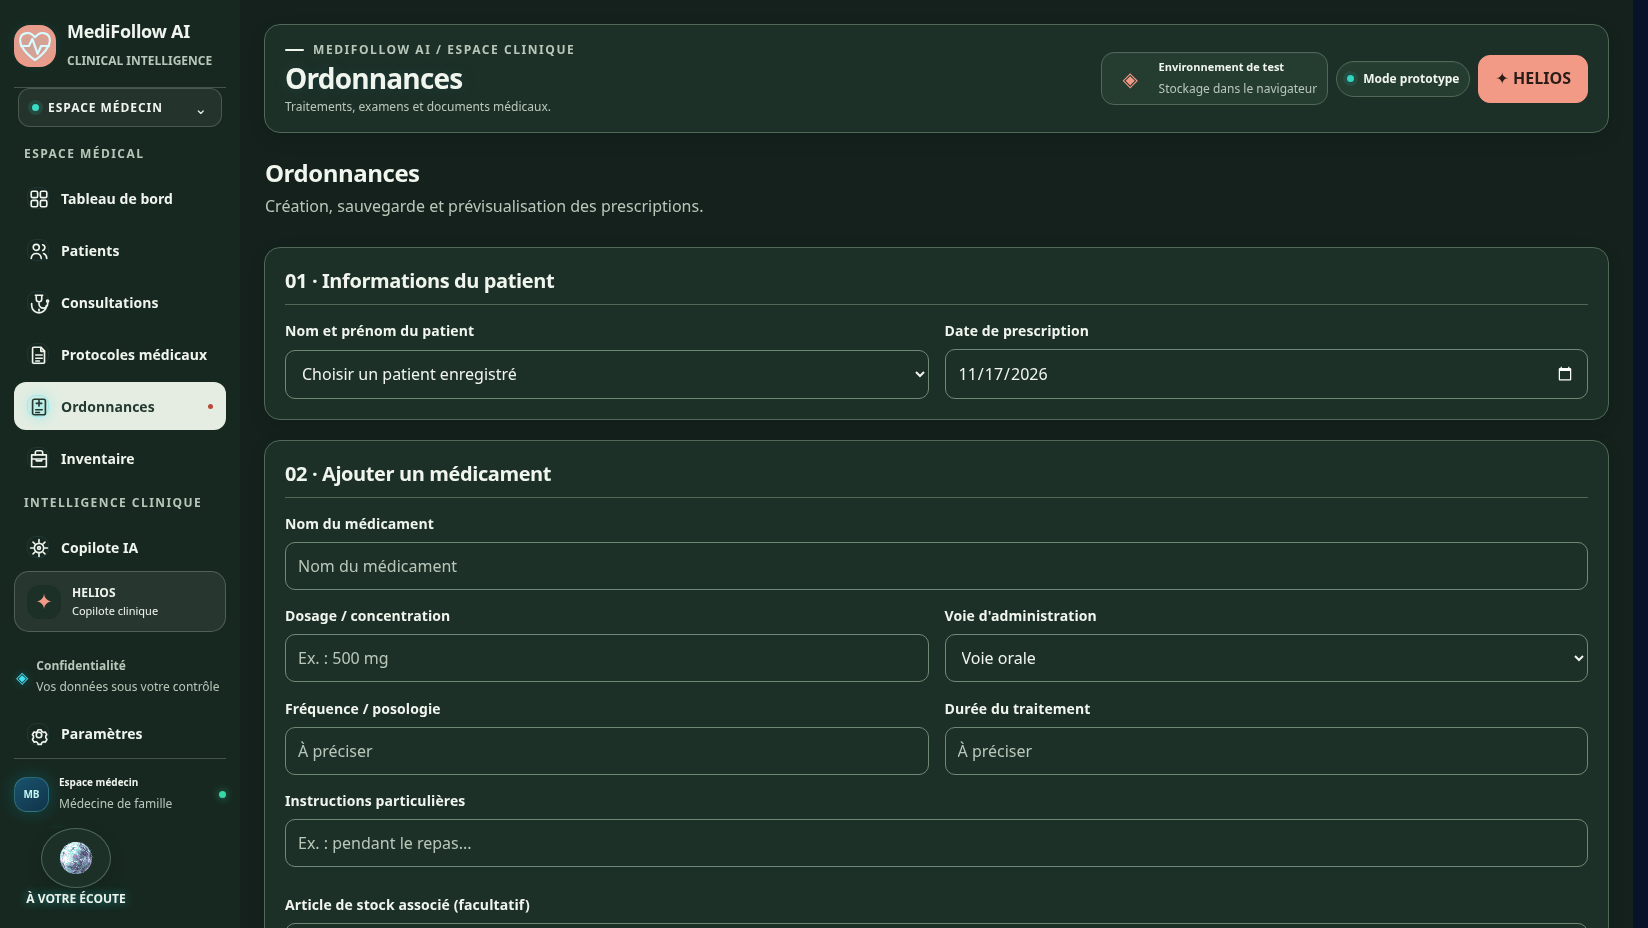 MediFollow AI
CLINICAL INTELLIGENCE
ESPACE MÉDECIN
ESPACE MÉDICAL
Tableau de bord
Patients
Consultations
Protocoles médicaux
Ordonnances
Inventaire
INTELLIGENCE CLINIQUE
Copilote IA
HELIOS
Copilote clinique
Confidentialité
Vos données sous votre contrôle
Paramètres
MB
Espace médecin
Médecine de famille
À VOTRE ÉCOUTE
MEDIFOLLOW AI / ESPACE CLINIQUE
Ordonnances
Traitements, examens et documents médicaux.
Environnement de test
Stockage dans le navigateur
Mode prototype
✦ HELIOS
Ordonnances
Création, sauvegarde et prévisualisation des prescriptions.
01 · Informations du patient
Nom et prénom du patient
Choisir un patient enregistré
Date de prescription
11/17/2026
02 · Ajouter un médicament
Nom du médicament
Nom du médicament
Dosage / concentration
Ex. : 500 mg
Voie d'administration
Voie orale
Fréquence / posologie
À préciser
Durée du traitement
À préciser
Instructions particulières
Ex. : pendant le repas...
Article de stock associé (facultatif)